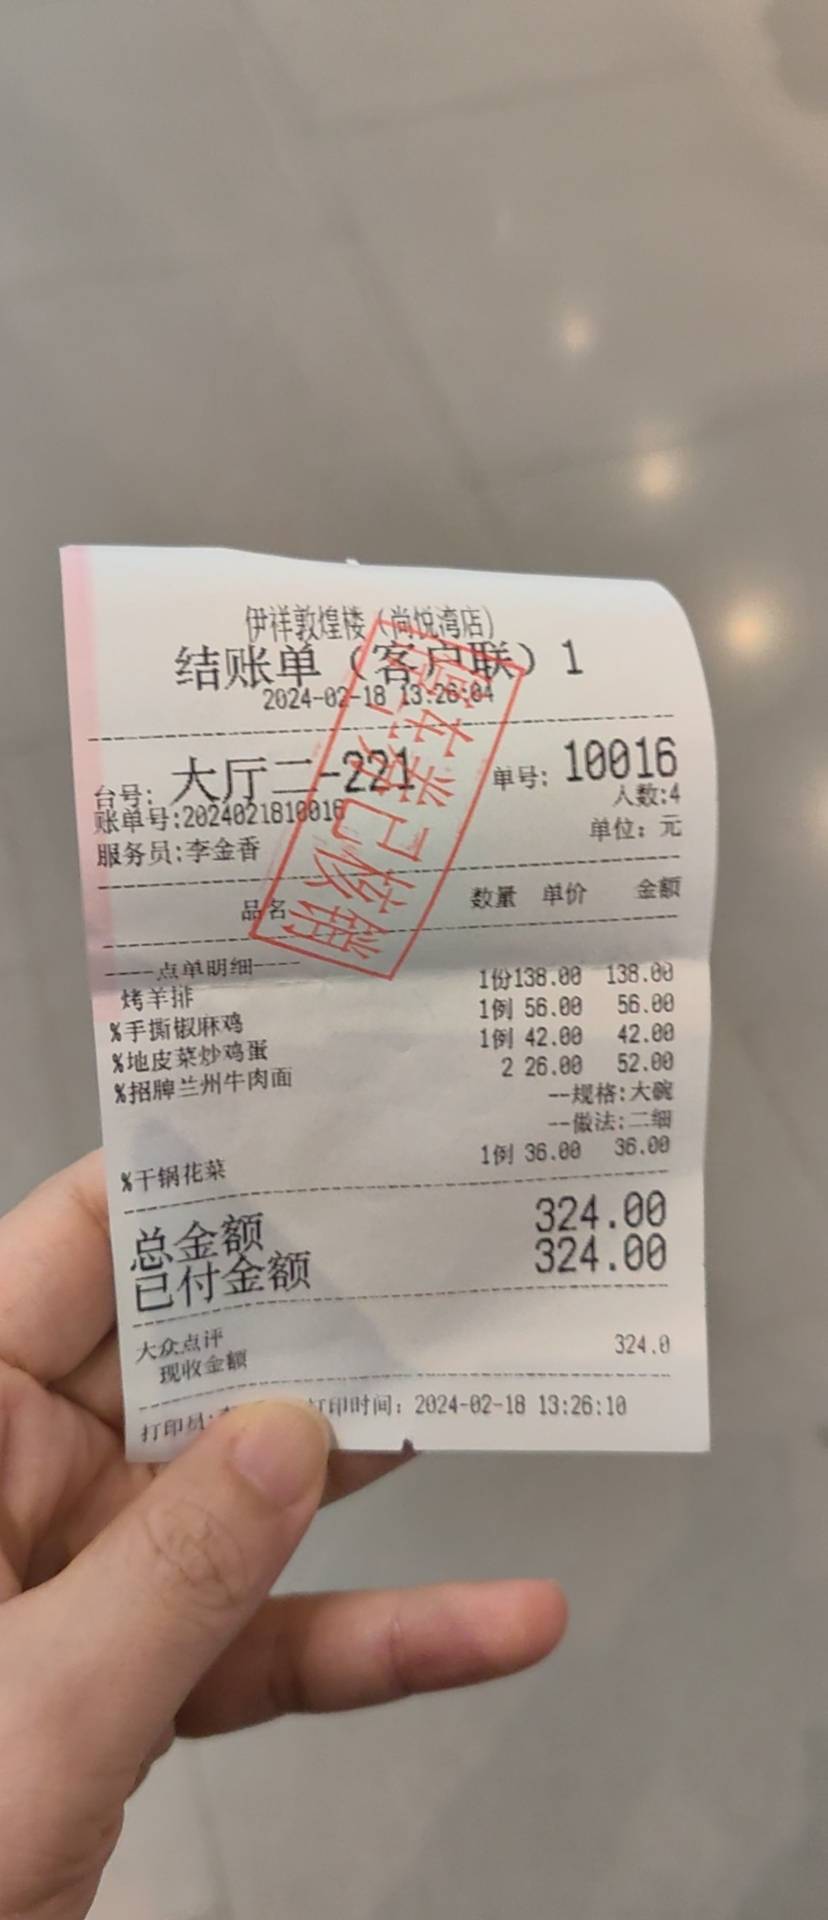 伊祥敦煌楼（尚悦湾店）
结账单（客户联）1
2024-02-18 13:26:04
台号: 大厅二-221 单号: 10016
账单号:2024021810016 人数:4
服务员:李金香 单位: 元
品名 数量 单价 金额
----点单明细----
烤羊排 1份138.00 138.00
%手撕椒麻鸡 1例 56.00 56.00
%地皮菜炒鸡蛋 1例 42.00 42.00
%招牌兰州牛肉面 2 26.00 52.00
--规格:大碗
--做法:二细
%干锅花菜 1例 36.00 36.00
总金额 324.00
已付金额 324.00
大众点评 324.0
现收金额
打印员: 打印时间: 2024-02-18 13:26:10
已核销